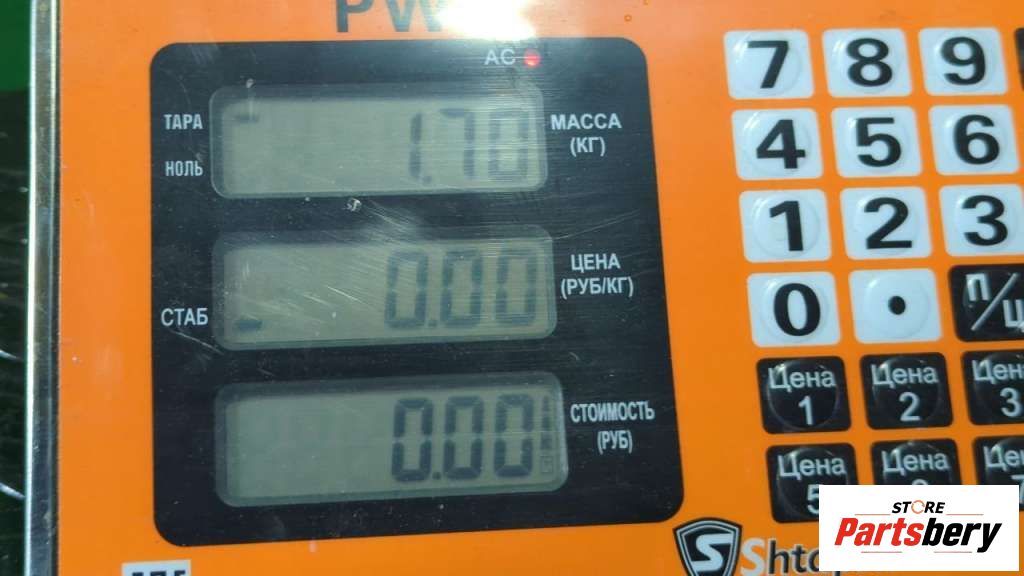 PW
AC
ТАРА
НОЛЬ
1.70
МАССА
(КГ)
СТАБ
0.00
ЦЕНА
(РУБ/КГ)
0.00
СТОИМОСТЬ
(РУБ)
7 8 9
4 5 6
1 2 3
0 • П/Ц
Цена 1
Цена 2
Цен 3
Цена 5
Цена
S Shtap
STORE
Partsbery